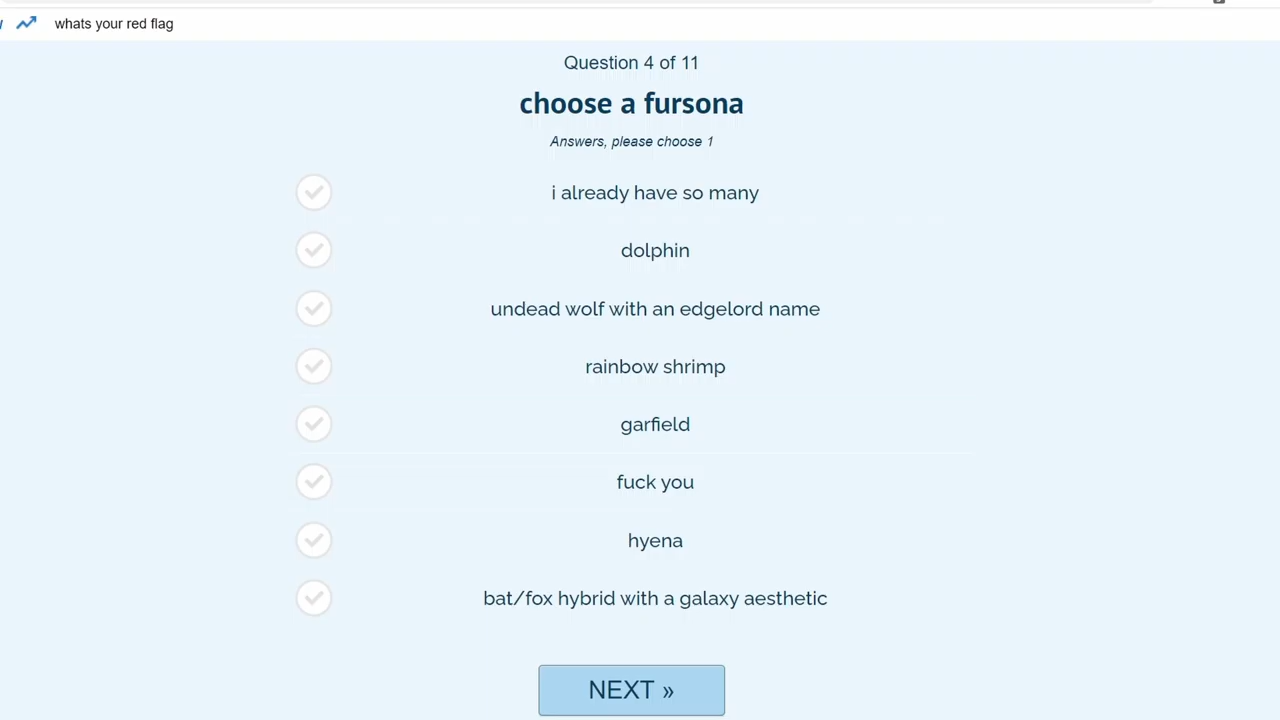 whats your red flag
Question 4 of 11
choose a fursona
Answers, please choose 1
i already have so many
dolphin
undead wolf with an edgelord name
rainbow shrimp
garfield
fuck you
hyena
bat/fox hybrid with a galaxy aesthetic
NEXT »